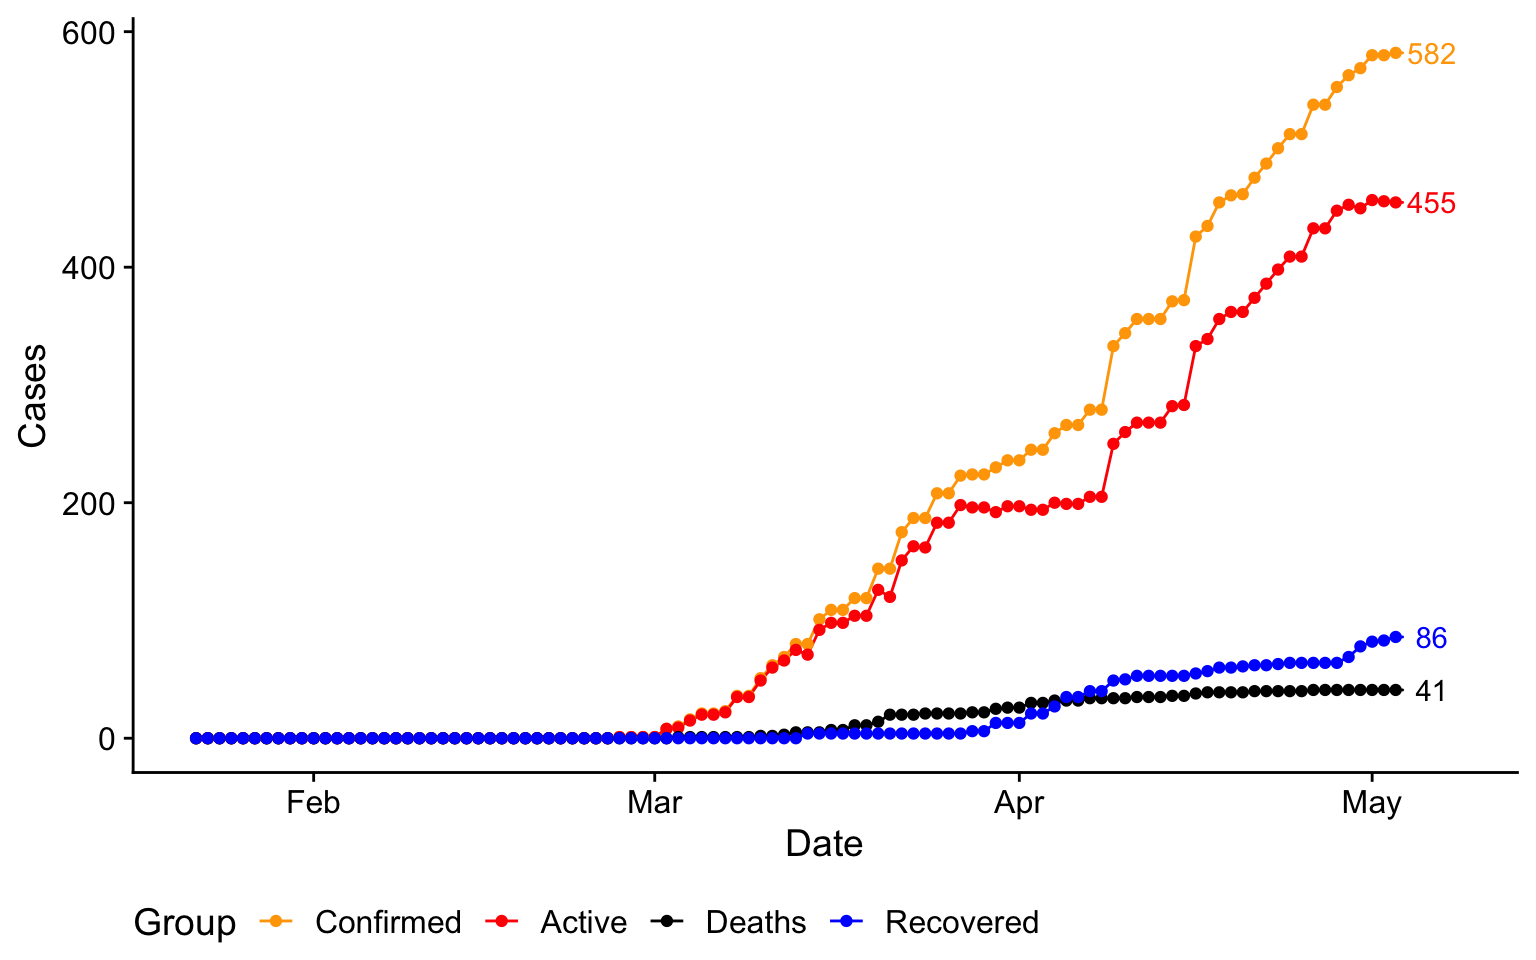 600
582
455
400
Cases
200
86
41
0
Feb Mar Apr May
Date
Group Confirmed Active Deaths Recovered